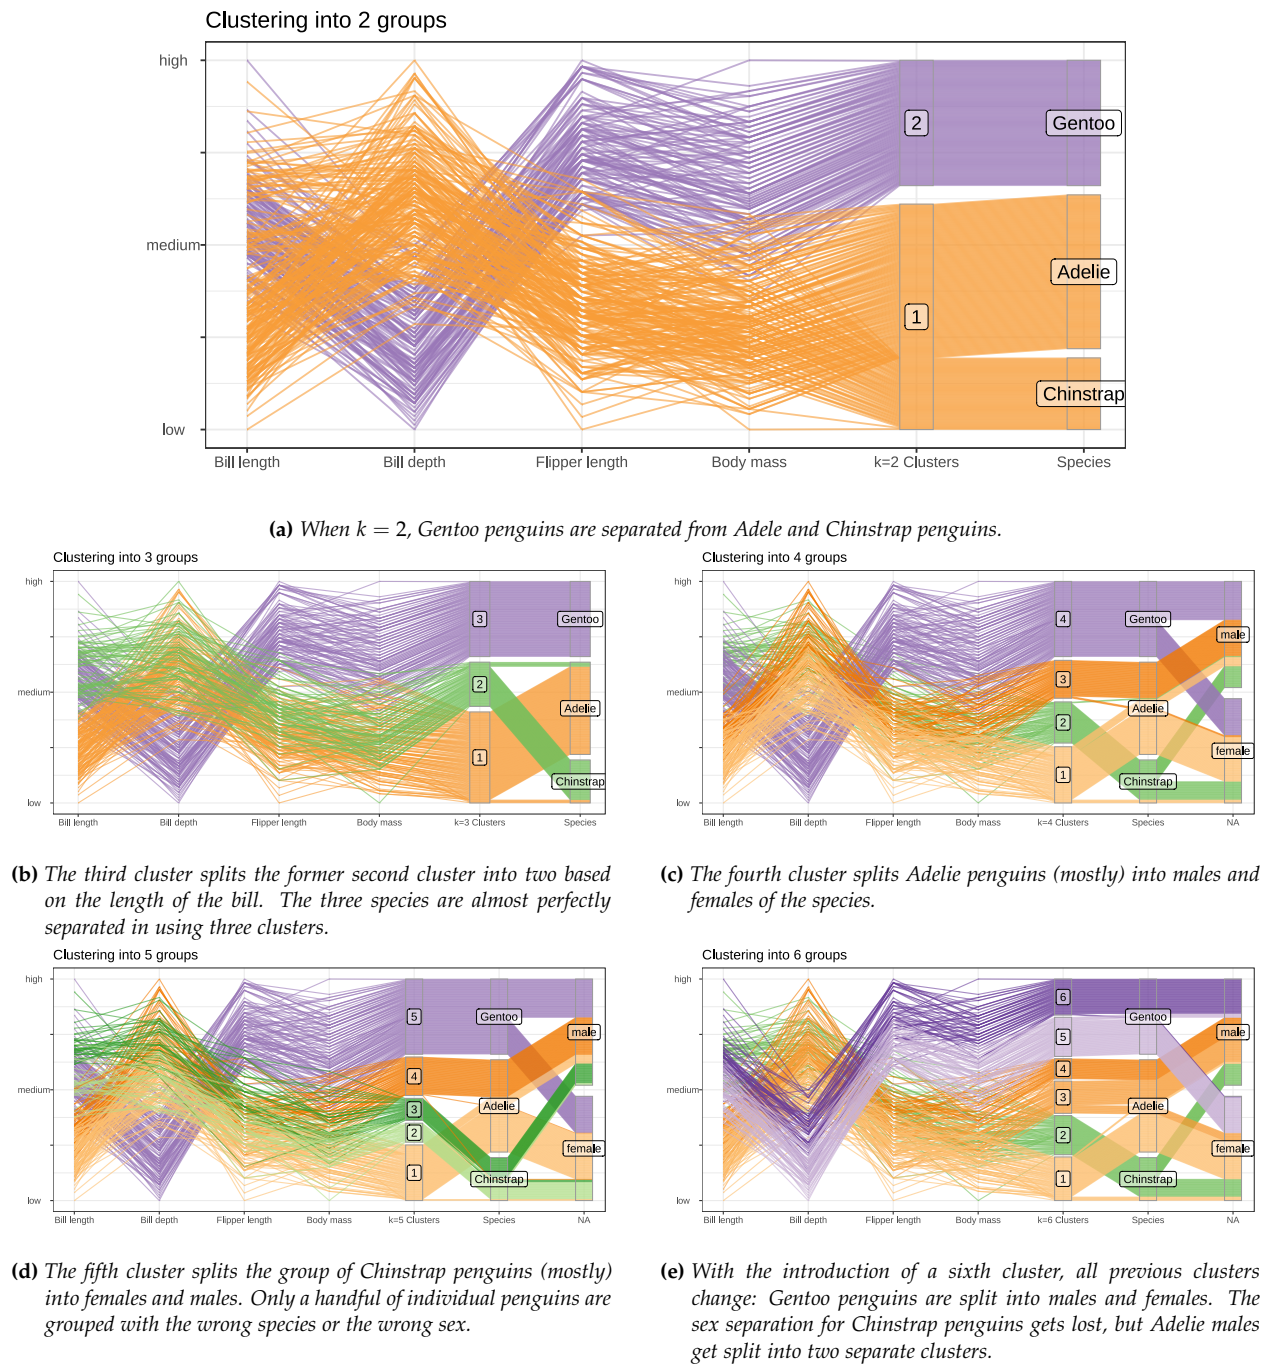 Clustering into 2 groups
high
medium
low
2
1
Gentoo
Adelie
Chinstrap
Bill length
Bill depth
Flipper length
Body mass
k=2 Clusters
Species
(a) When k = 2, Gentoo penguins are separated from Adele and Chinstrap penguins.
Clustering into 3 groups
high
medium
low
3
2
1
Gentoo
Adelie
Chinstrap
Bill length
Bill depth
Flipper length
Body mass
k=3 Clusters
Species
(b) The third cluster splits the former second cluster into two based
on the length of the bill. The three species are almost perfectly
separated in using three clusters.
Clustering into 4 groups
high
medium
low
4
3
2
1
Gentoo
Adelie
Chinstrap
male
female
Bill length
Bill depth
Flipper length
Body mass
k=4 Clusters
Species
NA
(c) The fourth cluster splits Adelie penguins (mostly) into males and
females of the species.
Clustering into 5 groups
high
medium
low
5
4
3
2
1
Gentoo
Adelie
Chinstrap
male
female
Bill length
Bill depth
Flipper length
Body mass
k=5 Clusters
Species
NA
(d) The fifth cluster splits the group of Chinstrap penguins (mostly)
into females and males. Only a handful of individual penguins are
grouped with the wrong species or the wrong sex.
Clustering into 6 groups
high
medium
low
6
5
4
3
2
1
Gentoo
Adelie
Chinstrap
male
female
Bill length
Bill depth
Flipper length
Body mass
k=6 Clusters
Species
NA
(e) With the introduction of a sixth cluster, all previous clusters
change: Gentoo penguins are split into males and females. The
sex separation for Chinstrap penguins gets lost, but Adelie males
get split into two separate clusters.